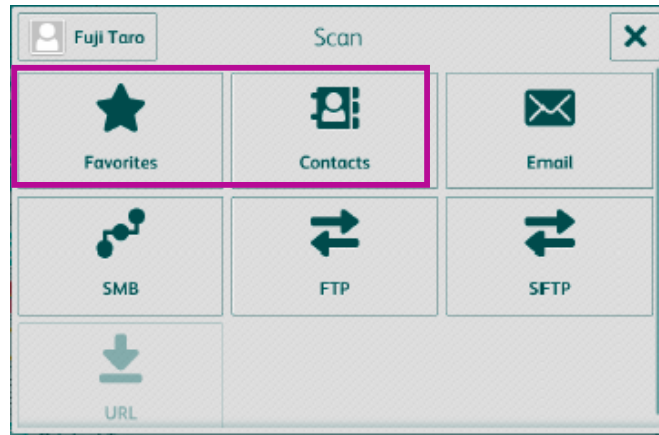 Fuji Taro
Scan
Favorites
Contacts
Email
SMB
FTP
SFTP
URL